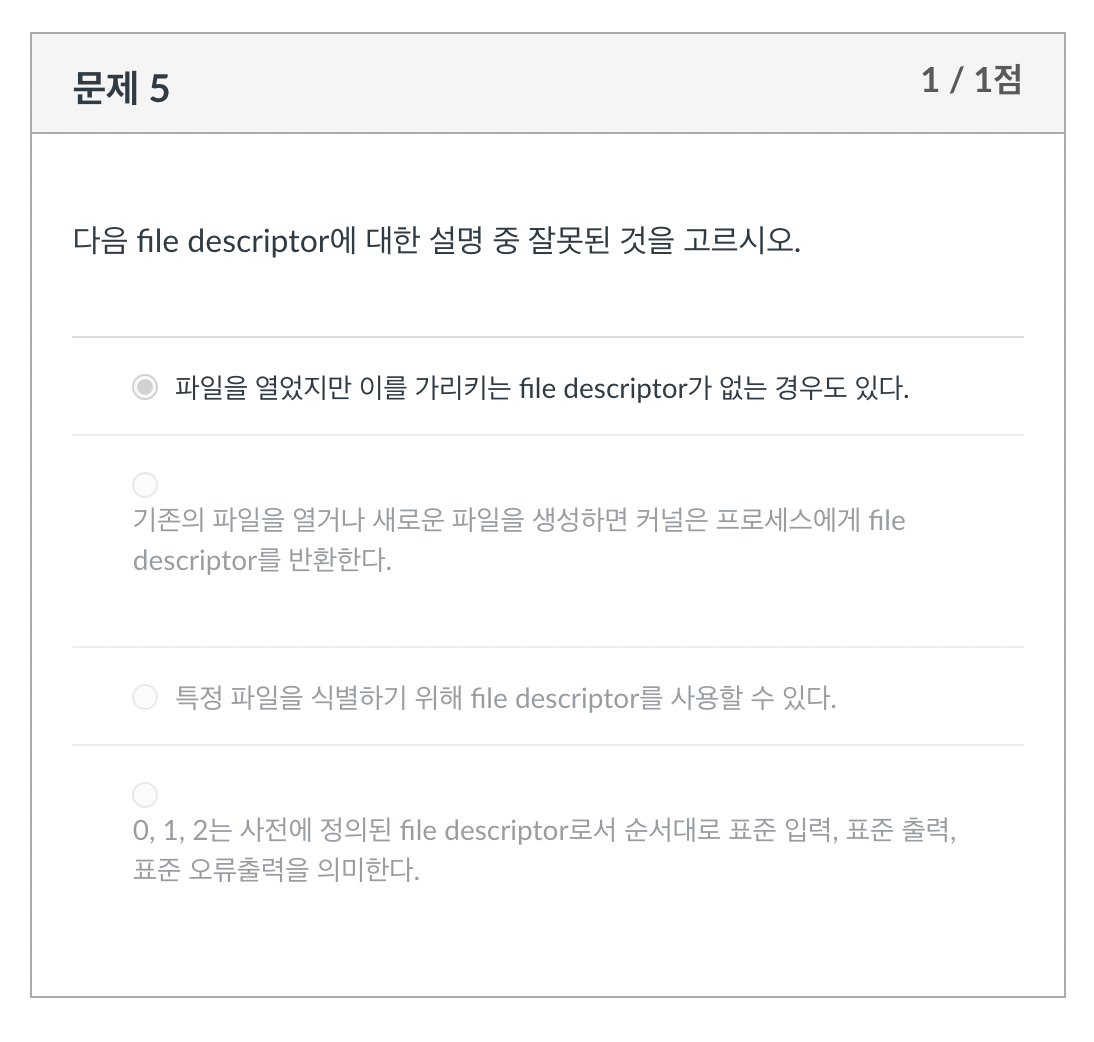 문제 5
1 / 1점
다음 file descriptor에 대한 설명 중 잘못된 것을 고르시오.
파일을 열었지만 이를 가리키는 file descriptor가 없는 경우도 있다.
기존의 파일을 열거나 새로운 파일을 생성하면 커널은 프로세스에게 file
descriptor를 반환한다.
특정 파일을 식별하기 위해 file descriptor를 사용할 수 있다.
0, 1, 2는 사전에 정의된 file descriptor로서 순서대로 표준 입력, 표준 출력,
표준 오류출력을 의미한다.